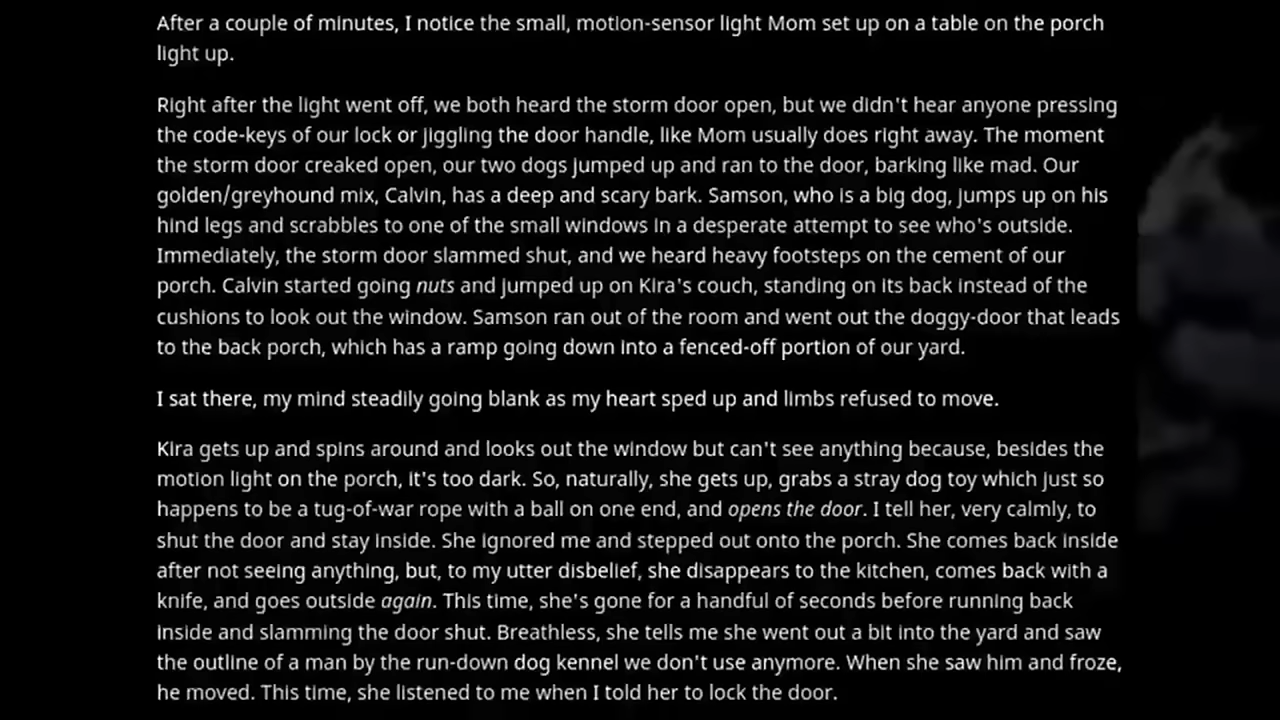 After a couple of minutes, I notice the small, motion-sensor light Mom set up on a table on the porch
light up.
Right after the light went off, we both heard the storm door open, but we didn't hear anyone pressing
the code-keys of our lock or jiggling the door handle, like Mom usually does right away. The moment
the storm door creaked open, our two dogs jumped up and ran to the door, barking like mad. Our
golden/greyhound mix, Calvin, has a deep and scary bark. Samson, who is a big dog, jumps up on his
hind legs and scrabbles to one of the small windows in a desperate attempt to see who's outside.
Immediately, the storm door slammed shut, and we heard heavy footsteps on the cement of our
porch. Calvin started going nuts and jumped up on Kira's couch, standing on its back instead of the
cushions to look out the window. Samson ran out of the room and went out the doggy-door that leads
to the back porch, which has a ramp going down into a fenced-off portion of our yard.
I sat there, my mind steadily going blank as my heart sped up and limbs refused to move.
Kira gets up and spins around and looks out the window but can't see anything because, besides the
motion light on the porch, it's too dark. So, naturally, she gets up, grabs a stray dog toy which just so
happens to be a tug-of-war rope with a ball on one end, and opens the door. I tell her, very calmly, to
shut the door and stay inside. She ignored me and stepped out onto the porch. She comes back inside
after not seeing anything, but, to my utter disbelief, she disappears to the kitchen, comes back with a
knife, and goes outside again. This time, she's gone for a handful of seconds before running back
inside and slamming the door shut. Breathless, she tells me she went out a bit into the yard and saw
the outline of a man by the run-down dog kennel we don't use anymore. When she saw him and froze,
he moved. This time, she listened to me when I told her to lock the door.